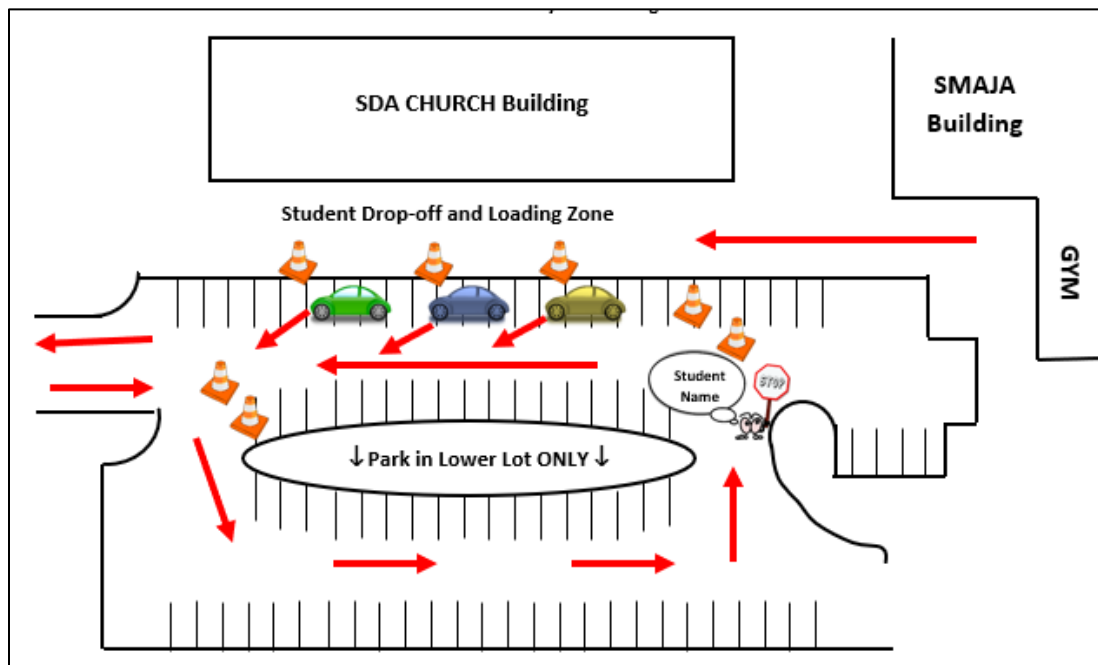 SDA CHURCH Building
SMAJA
Building
Student Drop-off and Loading Zone
GYM
Student
Name
STOP
↓Park in Lower Lot ONLY↓